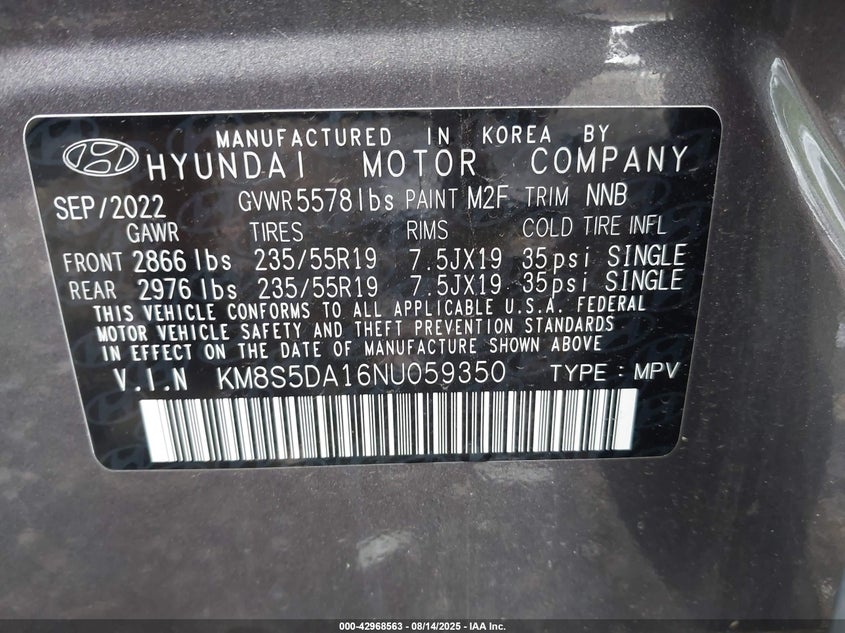 MANUFACTURED IN KOREA BY
HYUNDAI MOTOR COMPANY
SEP/2022 GVWR 5578 lbs PAINT M2F TRIM NNB
GAWR TIRES RIMS COLD TIRE INFL
FRONT 2866 lbs 235/55R19 7.5JX19 35psi SINGLE
REAR 2976 lbs 235/55R19 7.5JX19 35psi SINGLE
THIS VEHICLE CONFORMS TO ALL APPLICABLE U.S.A. FEDERAL
MOTOR VEHICLE SAFETY AND THEFT PREVENTION STANDARDS
IN EFFECT ON THE DATE OF MANUFACTURE SHOWN ABOVE
V.I.N KM8S5DA16NU059350 TYPE : MPV
000-42968563 - 08/14/2025 - IAA Inc.